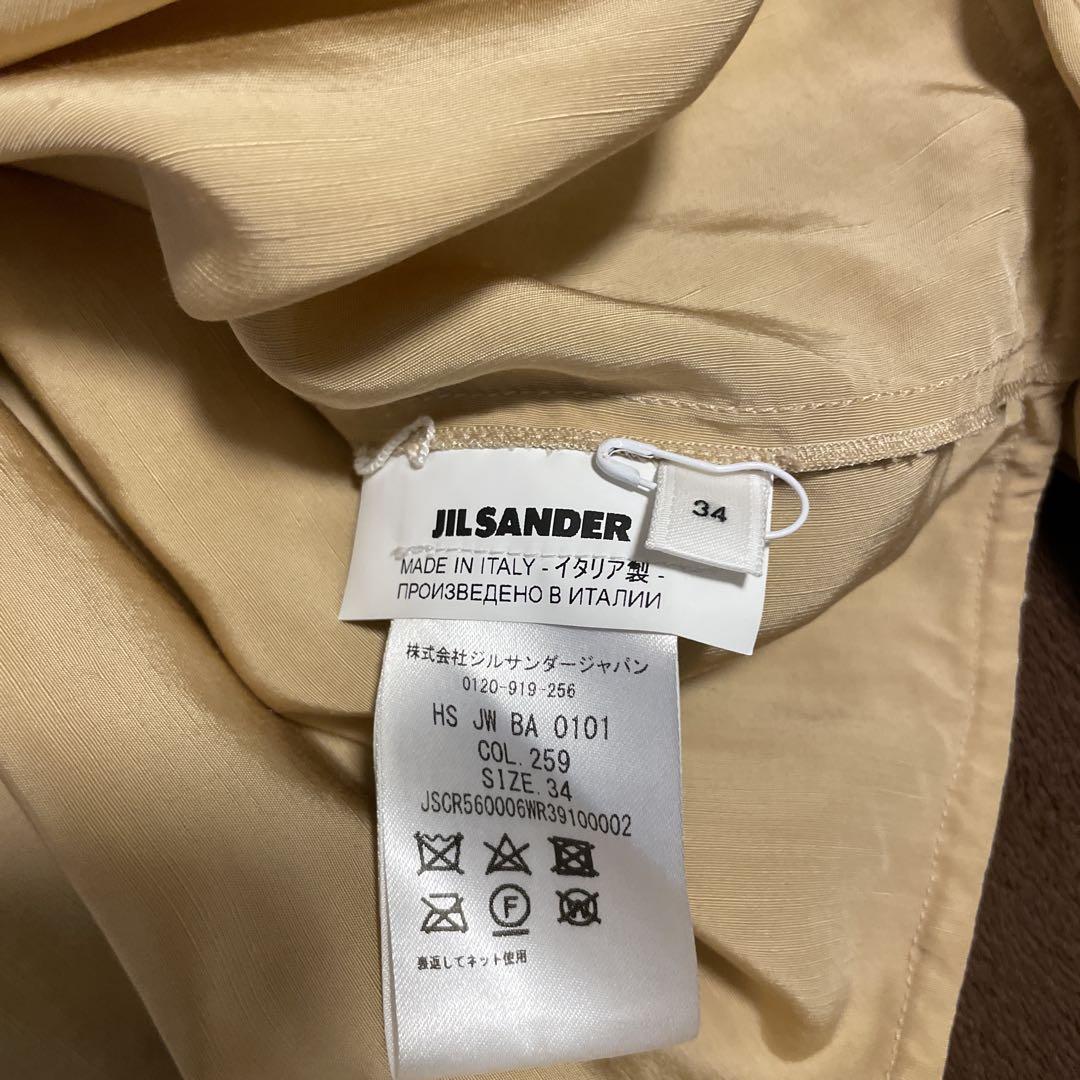 JIL SANDER
34
MADE IN ITALY - イタリア製 -
ПРОИЗВЕДЕНО В ИТАЛИИ
株式会社ジルサンダージャパン
0120-919-256
HS JW BA 0101
COL.259
SIZE.34
JSCR560006WR39100002
F
W
裏返してネット使用